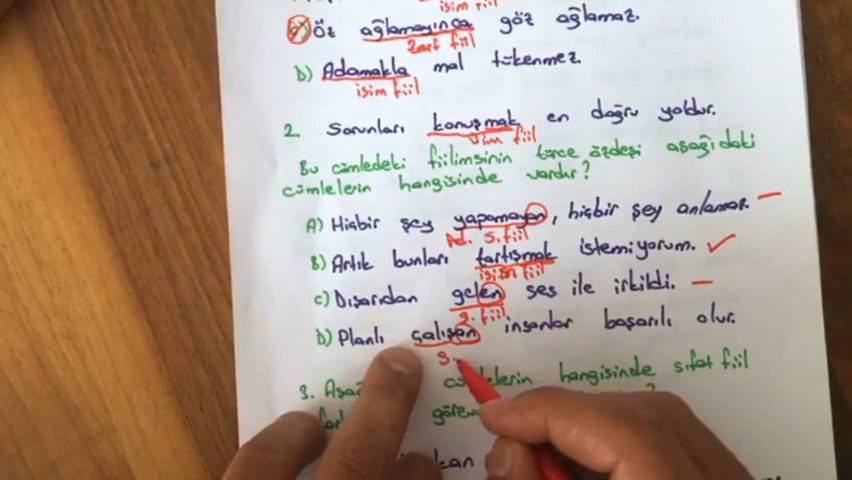 isim fiil
c) Öz ağlamayınca göz ağlamaz.
Zarf fiil
D) Adamakla mal tükenmez.
isim fiil
2. Sorunları konuşmak en doğru yoldur.
isim fiil
Bu cümledeki fiilimsinin türce özdeşi aşağıdaki
cümlelerin hangisinde vardır?
A) Hiçbir şey yapamayan, hiçbir şey anlamaz. –
Ad. s. fiil
B) Artık bunları tartışmak istemiyorum. ✓
isim fiil
c) Dışarıdan gelen ses ile irkildi. –
s. fiil
D) Planlı çalışan insanlar başarılı olur.
s.
3. hangisinde sıfat fiil